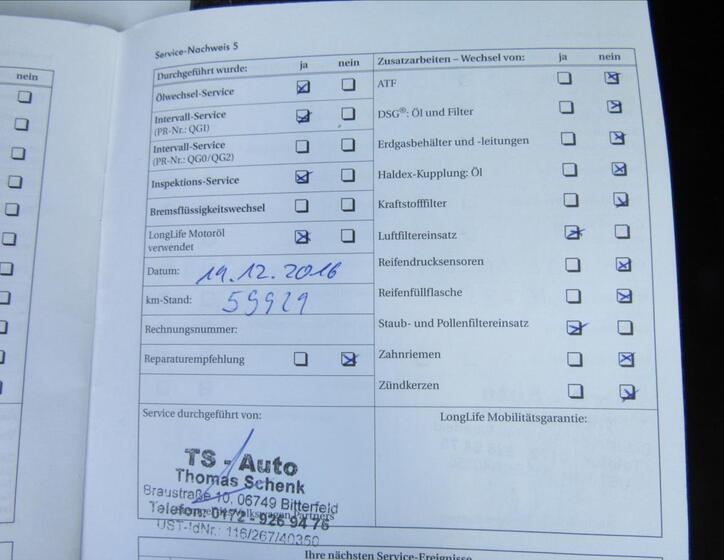 Service-Nachweis 5
nein
Durchgeführt wurde: ja nein
Ölwechsel-Service
Intervall-Service
(PR-Nr.: QG1)
Intervall-Service
(PR-Nr.: QG0/QG2)
Inspektions-Service
Bremsflüssigkeitswechsel
LongLife Motoröl
verwendet
Datum: 19.12.2016
km-Stand: 59929
Rechnungsnummer:
Reparaturempfehlung
Service durchgeführt von:
TS - Auto
Thomas Schenk
Braustraße 10, 06749 Bitterfeld
Telefon: 0172 - 926 94 76
UST-IdNr.: 116/267/40350
Zusatzarbeiten – Wechsel von: ja nein
ATF
DSG®: Öl und Filter
Erdgasbehälter und -leitungen
Haldex-Kupplung: Öl
Kraftstofffilter
Luftfiltereinsatz
Reifendrucksensoren
Reifenfüllflasche
Staub- und Pollenfiltereinsatz
Zahnriemen
Zündkerzen
LongLife Mobilitätsgarantie:
Ihre nächsten Service-Ereignisse